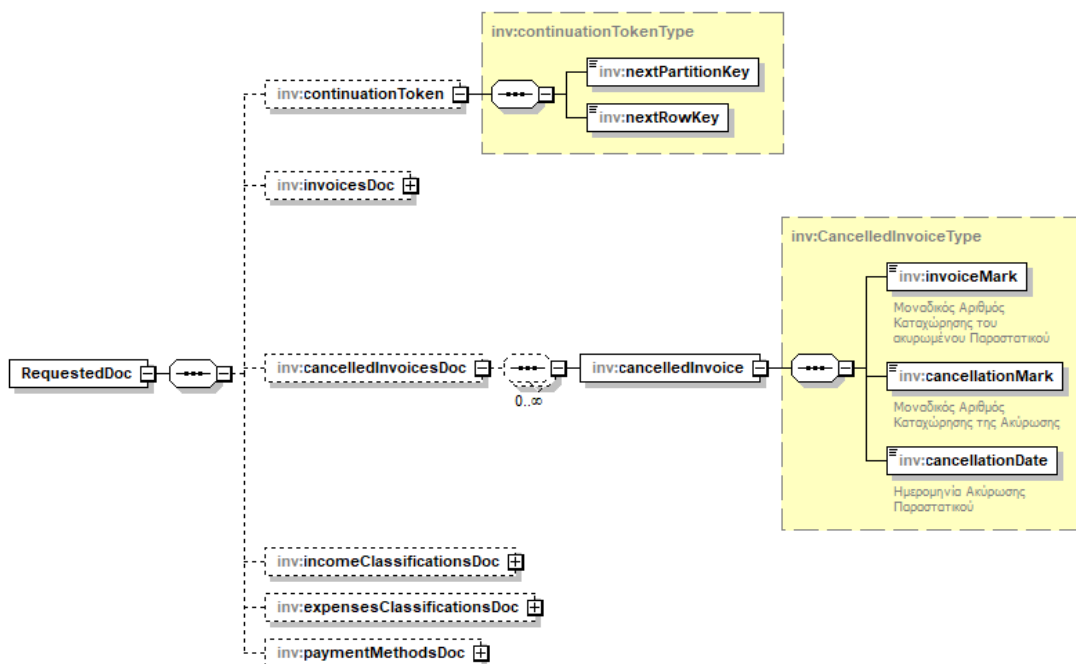 inv:continuationTokenType
inv:nextPartitionKey
inv:continuationToken
inv:nextRowKey
inv:invoicesDoc
inv:CancelledInvoiceType
inv:invoiceMark
Μοναδικός Αριθμός
Καταχώρησης του
ακυρωμένου Παραστατικού
RequestedDoc
inv:cancelledInvoicesDoc
0..∞
inv:cancelledInvoice
inv:cancellationMark
Μοναδικός Αριθμός
Καταχώρησης της Ακύρωσης
inv:cancellationDate
Ημερομηνία Ακύρωσης
Παραστατικού
inv:incomeClassificationsDoc
inv:expensesClassificationsDoc
inv:paymentMethodsDoc